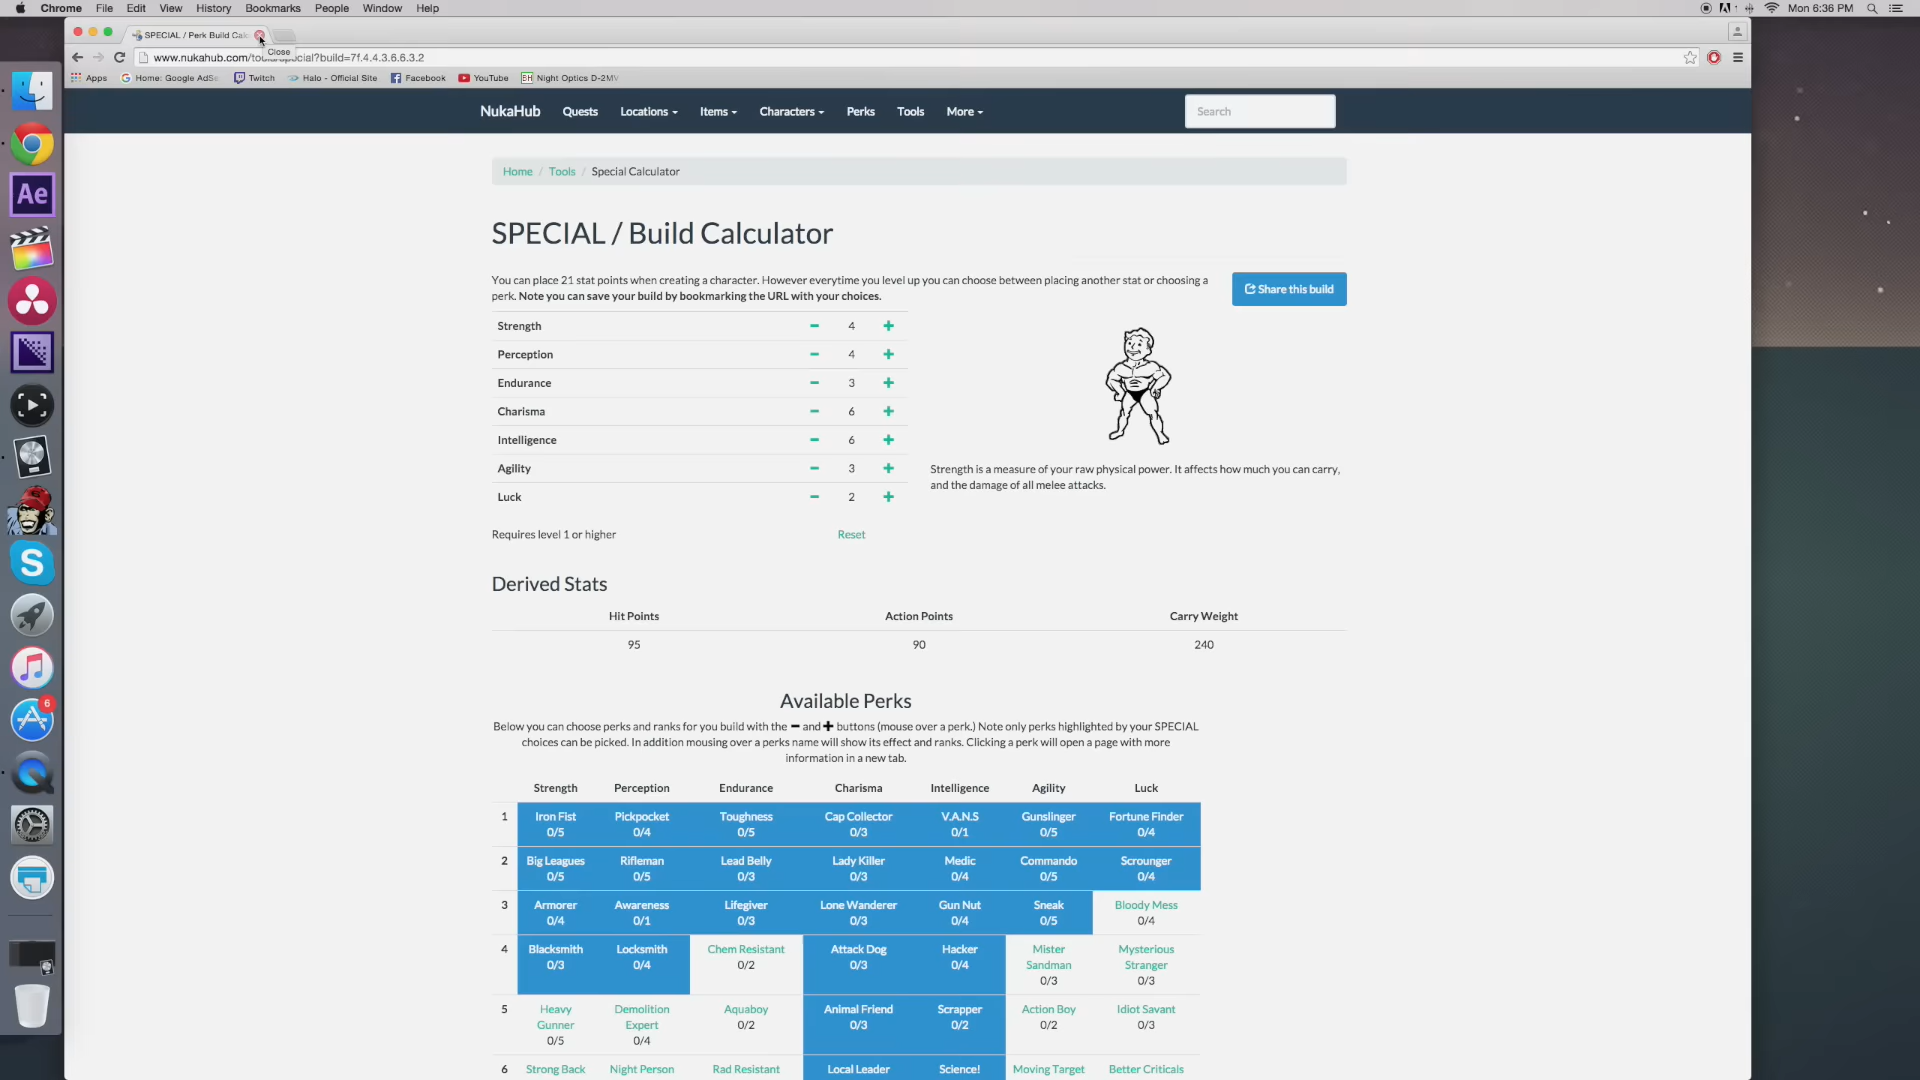 Chrome File Edit View History Bookmarks People Window Help
Mon 6:36 PM
SPECIAL / Perk Build Cal
Close
www.nukahub.com/tools/special?build=7f.4.4.3.6.6.3.2
Apps Home: Google AdSe Twitch Halo - Official Site Facebook YouTube BH Night Optics D-2MV
NukaHub Quests Locations Items Characters Perks Tools More Search
Home / Tools / Special Calculator
SPECIAL / Build Calculator
You can place 21 stat points when creating a character. However everytime you level up you can choose between placing another stat or choosing a
perk. Note you can save your build by bookmarking the URL with your choices.
Share this build
Strength - 4 +
Perception - 4 +
Endurance - 3 +
Charisma - 6 +
Intelligence - 6 +
Agility - 3 +
Luck - 2 +
Strength is a measure of your raw physical power. It affects how much you can carry,
and the damage of all melee attacks.
Requires level 1 or higher Reset
Derived Stats
Hit Points Action Points Carry Weight
95 90 240
Available Perks
Below you can choose perks and ranks for you build with the - and + buttons (mouse over a perk.) Note only perks highlighted by your SPECIAL
choices can be picked. In addition mousing over a perks name will show its effect and ranks. Clicking a perk will open a page with more
information in a new tab.
Strength Perception Endurance Charisma Intelligence Agility Luck
1 Iron Fist Pickpocket Toughness Cap Collector V.A.N.S Gunslinger Fortune Finder
0/5 0/4 0/5 0/3 0/1 0/5 0/4
2 Big Leagues Rifleman Lead Belly Lady Killer Medic Commando Scrounger
0/5 0/5 0/3 0/3 0/4 0/5 0/4
3 Armorer Awareness Lifegiver Lone Wanderer Gun Nut Sneak Bloody Mess
0/4 0/1 0/3 0/3 0/4 0/5 0/4
4 Blacksmith Locksmith Chem Resistant Attack Dog Hacker Mister Mysterious
0/3 0/4 0/2 0/3 0/4 Sandman Stranger
0/3 0/3
5 Heavy Demolition Aquaboy Animal Friend Scrapper Action Boy Idiot Savant
Gunner Expert 0/2 0/3 0/2 0/2 0/3
0/5 0/4
6 Strong Back Night Person Rad Resistant Local Leader Science! Moving Target Better Criticals
Ae
S
6